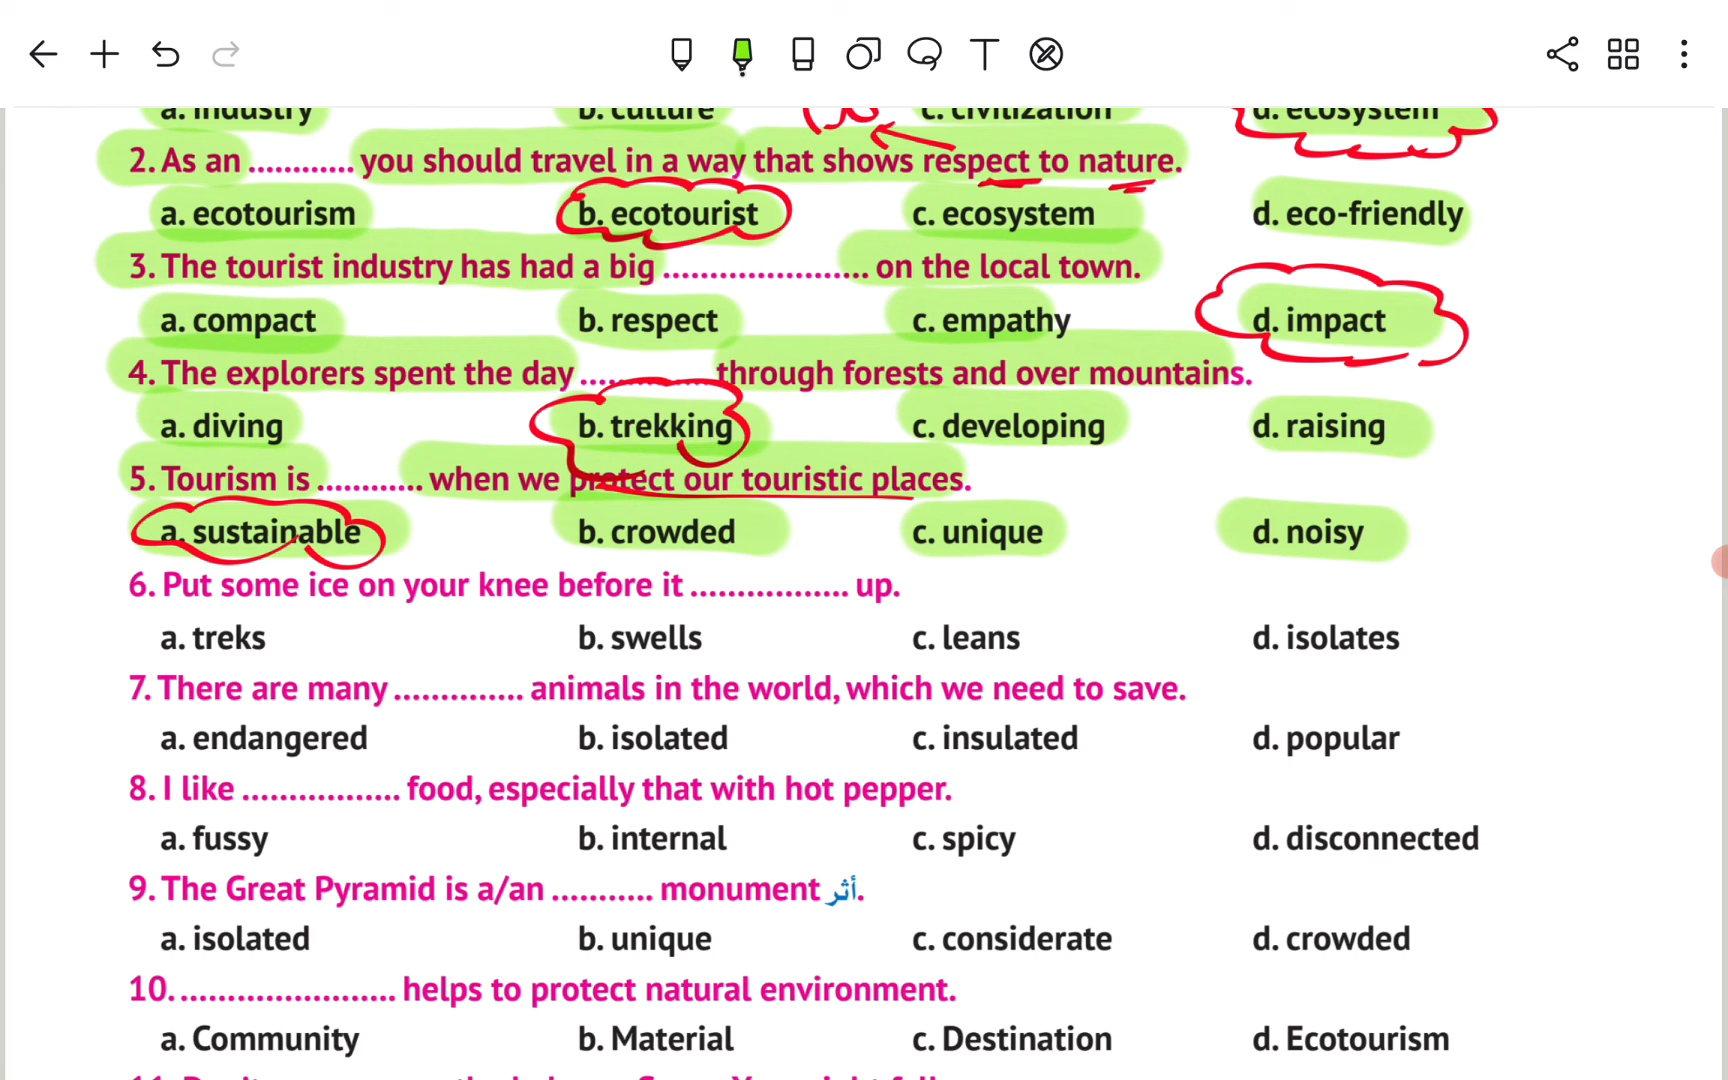 a. industry b. culture c. civilization d. ecosystem
2. As an ............ you should travel in a way that shows respect to nature.
a. ecotourism b. ecotourist c. ecosystem d. eco-friendly
3. The tourist industry has had a big ...................... on the local town.
a. compact b. respect c. empathy d. impact
4. The explorers spent the day .............. through forests and over mountains.
a. diving b. trekking c. developing d. raising
5. Tourism is ............ when we protect our touristic places.
a. sustainable b. crowded c. unique d. noisy
6. Put some ice on your knee before it ................. up.
a. treks b. swells c. leans d. isolates
7. There are many .............. animals in the world, which we need to save.
a. endangered b. isolated c. insulated d. popular
8. I like ................. food, especially that with hot pepper.
a. fussy b. internal c. spicy d. disconnected
9. The Great Pyramid is a/an ........... monument أثر.
a. isolated b. unique c. considerate d. crowded
10. ....................... helps to protect natural environment.
a. Community b. Material c. Destination d. Ecotourism